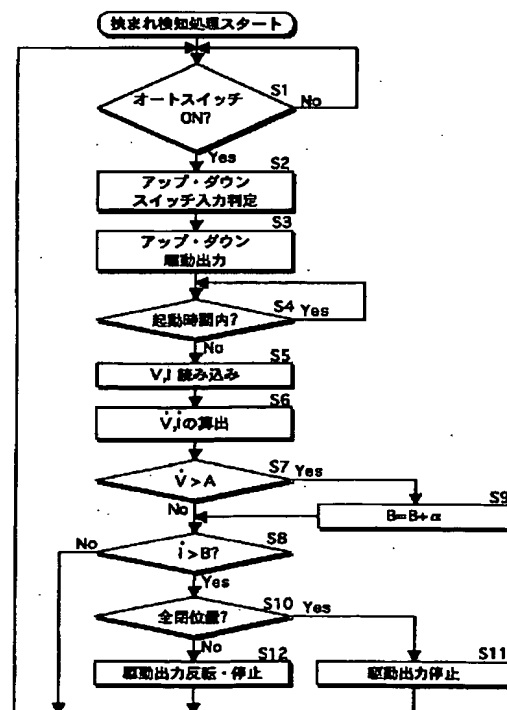 挟まれ検知処理スタート
S1
オートスイッチ
ON?
No
Yes
S2
アップ・ダウン
スイッチ入力判定
S3
アップ・ダウン
駆動出力
S4
起動時間内?
Yes
No
S5
V,i 読み込み
S6
V̇,i̇の算出
S7
V̇>A
Yes
No
S9
B=B+α
S8
i̇>B?
No
Yes
S10
全閉位置?
Yes
No
S12
駆動出力反転・停止
S11
駆動出力停止